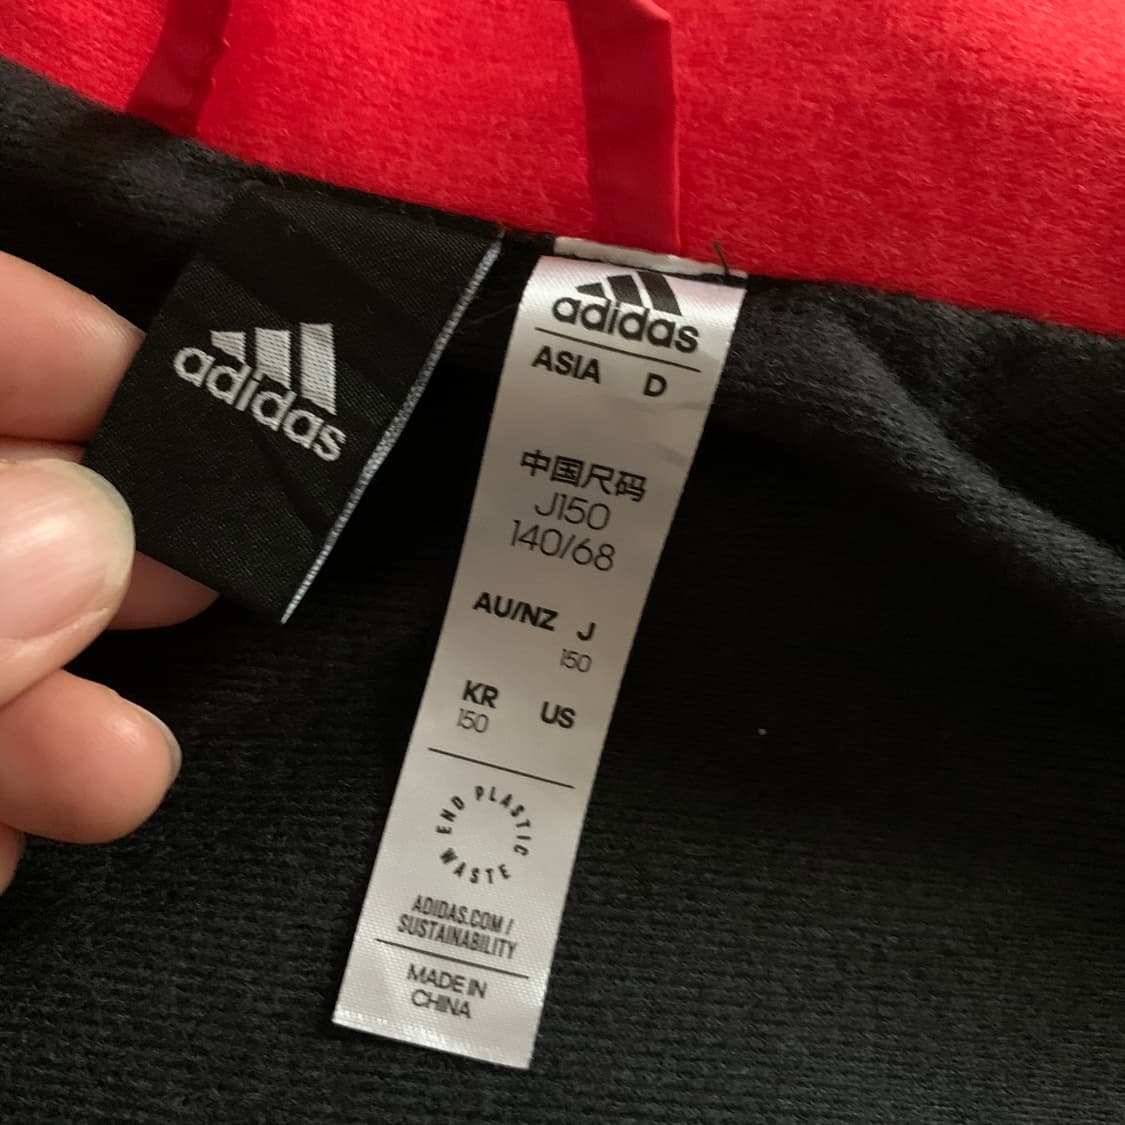 adidas
adidas
ASIA D
中国尺码
J150
140/68
AU/NZ J
150
KR US
150
END PLASTIC WASTE
ADIDAS.COM/
SUSTAINABILITY
MADE IN
CHINA